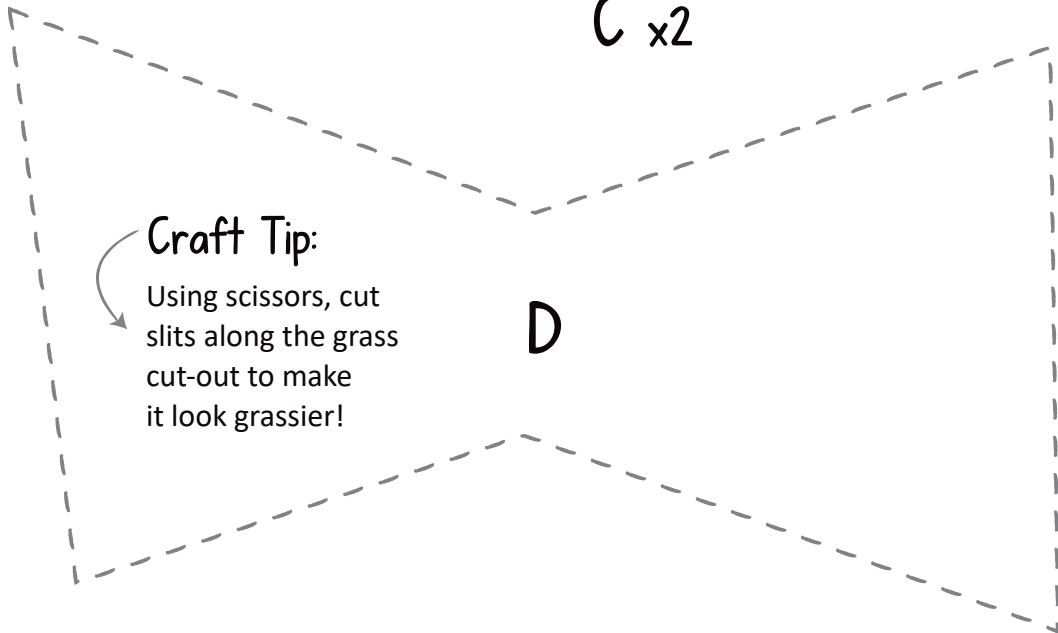 C x2
Craft Tip:
Using scissors, cut
slits along the grass
cut-out to make
it look grassier!
D